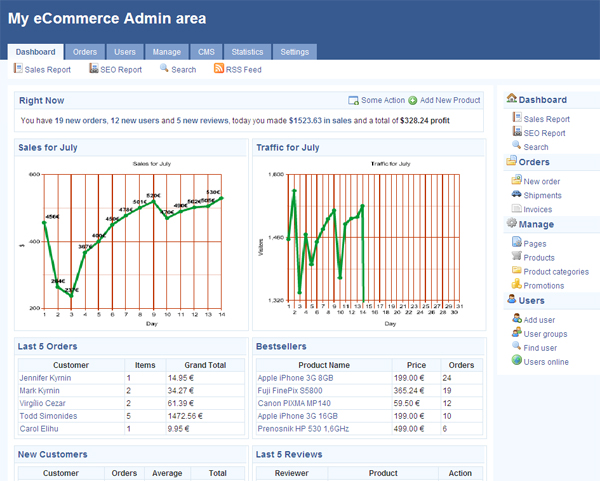 My eCommerce Admin area
Dashboard Orders Users Manage CMS Statistics Settings
Sales Report SEO Report Search RSS Feed
Right Now Some Action Add New Product
You have 19 new orders, 12 new users and 5 new reviews, today you made $1523.63 in sales and a total of $328.24 profit
Sales for July
Sales for July
600
400
200
$
456€ 264€ 237€ 367€ 400€ 450€ 478€ 501€ 520€ 470€ 490€ 502€ 505€ 530€
1 2 3 4 5 6 7 8 9 10 11 12 13 14
Day
Traffic for July
Traffic for July
1,600
1,460
1,320
Visitors
1 3 4 5 7 9 10 11 13 15 16 17 19 21 23 25 27 29 31
2 4 6 8 10 12 14 16 18 20 22 24 26 28 30
Day
Last 5 Orders
Customer Items Grand Total
Jennifer Kyrnin 1 14.95 €
Mark Kyrnin 2 34.27 €
Virgílio Cezar 2 61.39 €
Todd Simonides 5 1472.56 €
Carol Elihu 1 9.95 €
Bestsellers
Product Name Price Orders
Apple iPhone 3G 8GB 199.00 € 24
Fuji FinePix S5800 365.24 € 19
Canon PIXMA MP140 59.50 € 12
Apple iPhone 3G 16GB 199.00 € 10
Prenosnik HP 530 1,6GHz 499.00 € 6
New Customers
Customer Orders Average Total
Last 5 Reviews
Reviewer Product Action
Dashboard
Sales Report
SEO Report
Search
Orders
New order
Shipments
Invoices
Manage
Pages
Products
Product categories
Promotions
Users
Add user
User groups
Find user
Users online